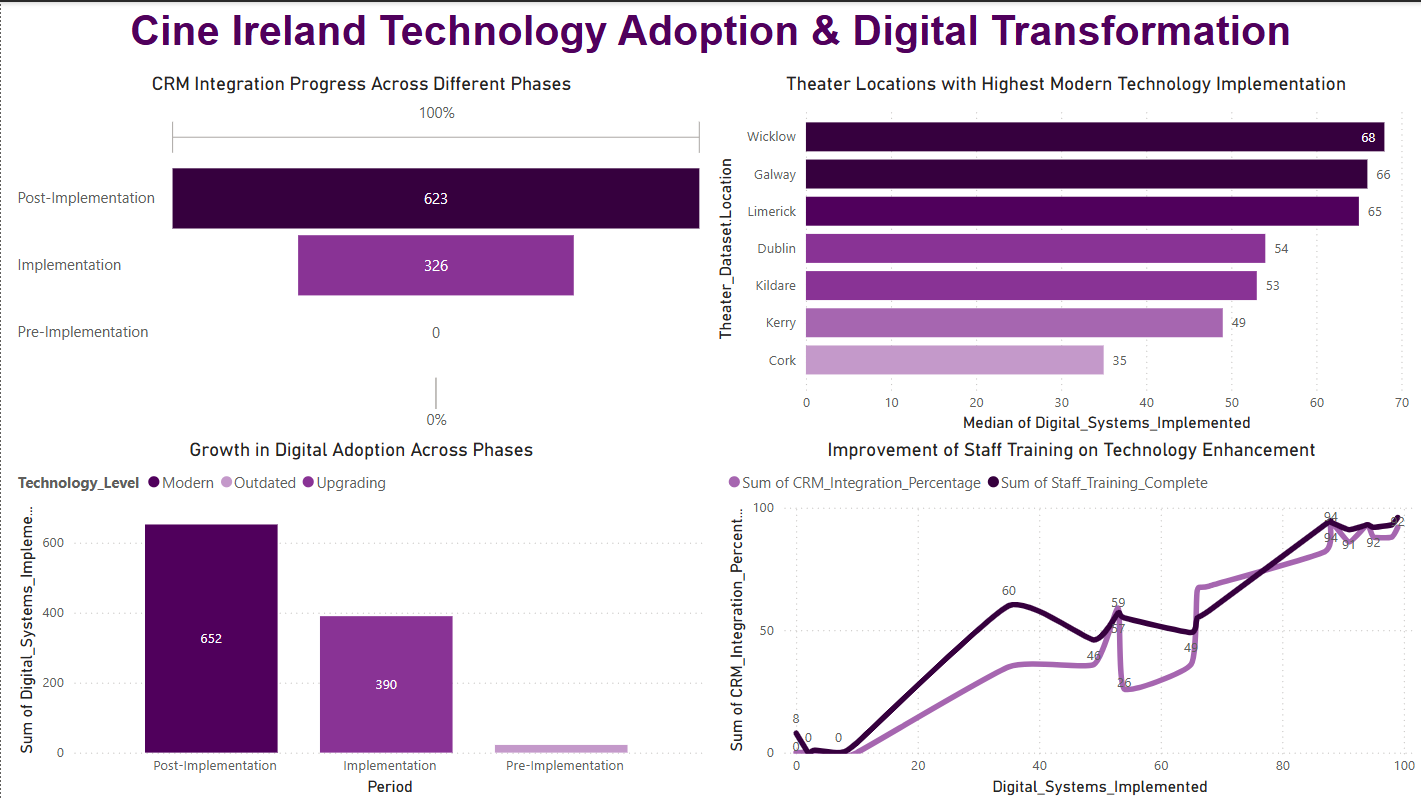 Cine Ireland Technology Adoption & Digital Transformation
CRM Integration Progress Across Different Phases
100%
Post-Implementation
623
Implementation
326
Pre-Implementation
0
0%
Theater Locations with Highest Modern Technology Implementation
Theater_Dataset.Location
Wicklow 68
Galway 66
Limerick 65
Dublin 54
Kildare 53
Kerry 49
Cork 35
0 10 20 30 40 50 60 70
Median of Digital_Systems_Implemented
Growth in Digital Adoption Across Phases
Technology_Level Modern Outdated Upgrading
Sum of Digital_Systems_Impleme...
600
400
200
0
652
390
Post-Implementation Implementation Pre-Implementation
Period
Improvement of Staff Training on Technology Enhancement
Sum of CRM_Integration_Percentage Sum of Staff_Training_Complete
Sum of CRM_Integration_Percent...
100
50
0
8
0
0
0
60
46
59
57
26
49
94
94
91
92
92
0 20 40 60 80 100
Digital_Systems_Implemented